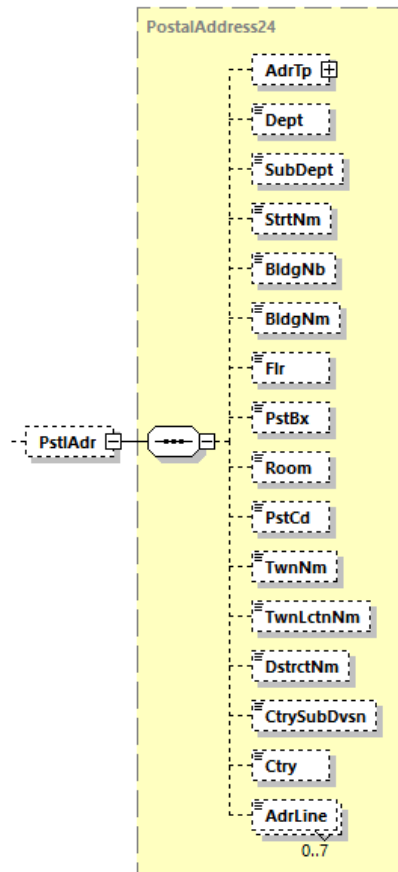 PostalAddress24
AdrTp
Dept
SubDept
StrtNm
BldgNb
BldgNm
Flr
PstBx
PstlAdr
Room
PstCd
TwnNm
TwnLctnNm
DstrctNm
CtrySubDvsn
Ctry
AdrLine
0..7